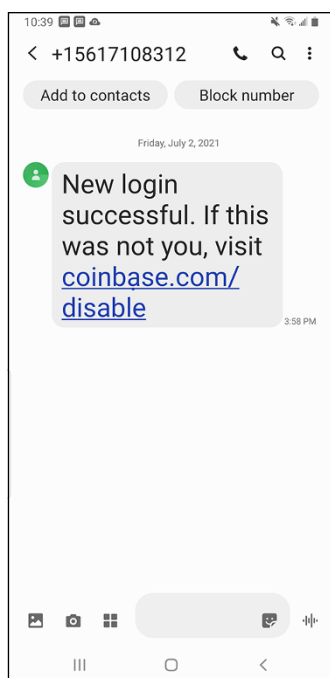 10:39
+15617108312
Add to contacts Block number
Friday, July 2, 2021
New login
successful. If this
was not you, visit
coinbạse.com/
disable
3:58 PM